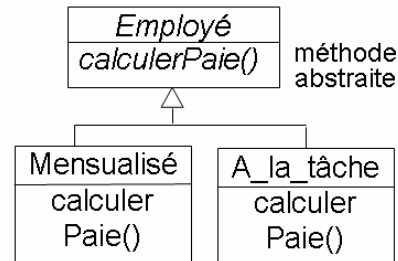 Employé
calculerPaie()
méthode
abstraite
Mensualisé
calculer
Paie()
A_la_tâche
calculer
Paie()